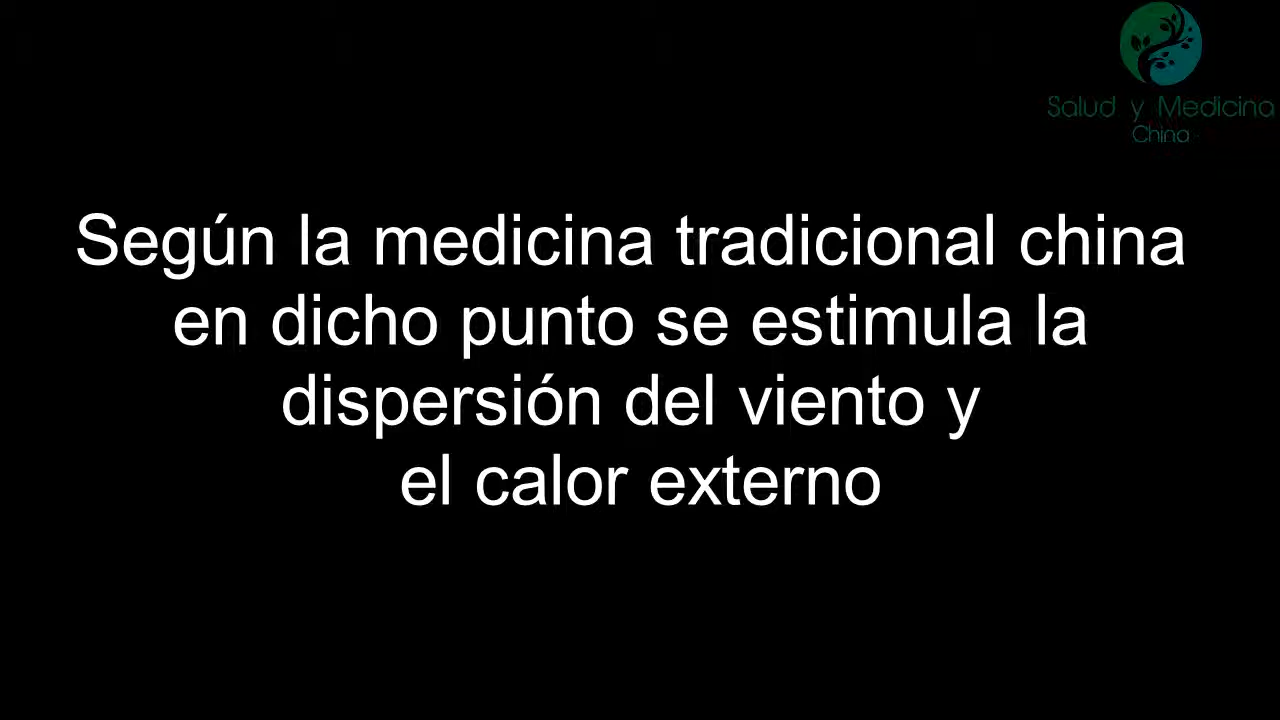 Salud y Medicina
China
Según la medicina tradicional china
en dicho punto se estimula la
dispersión del viento y
el calor externo